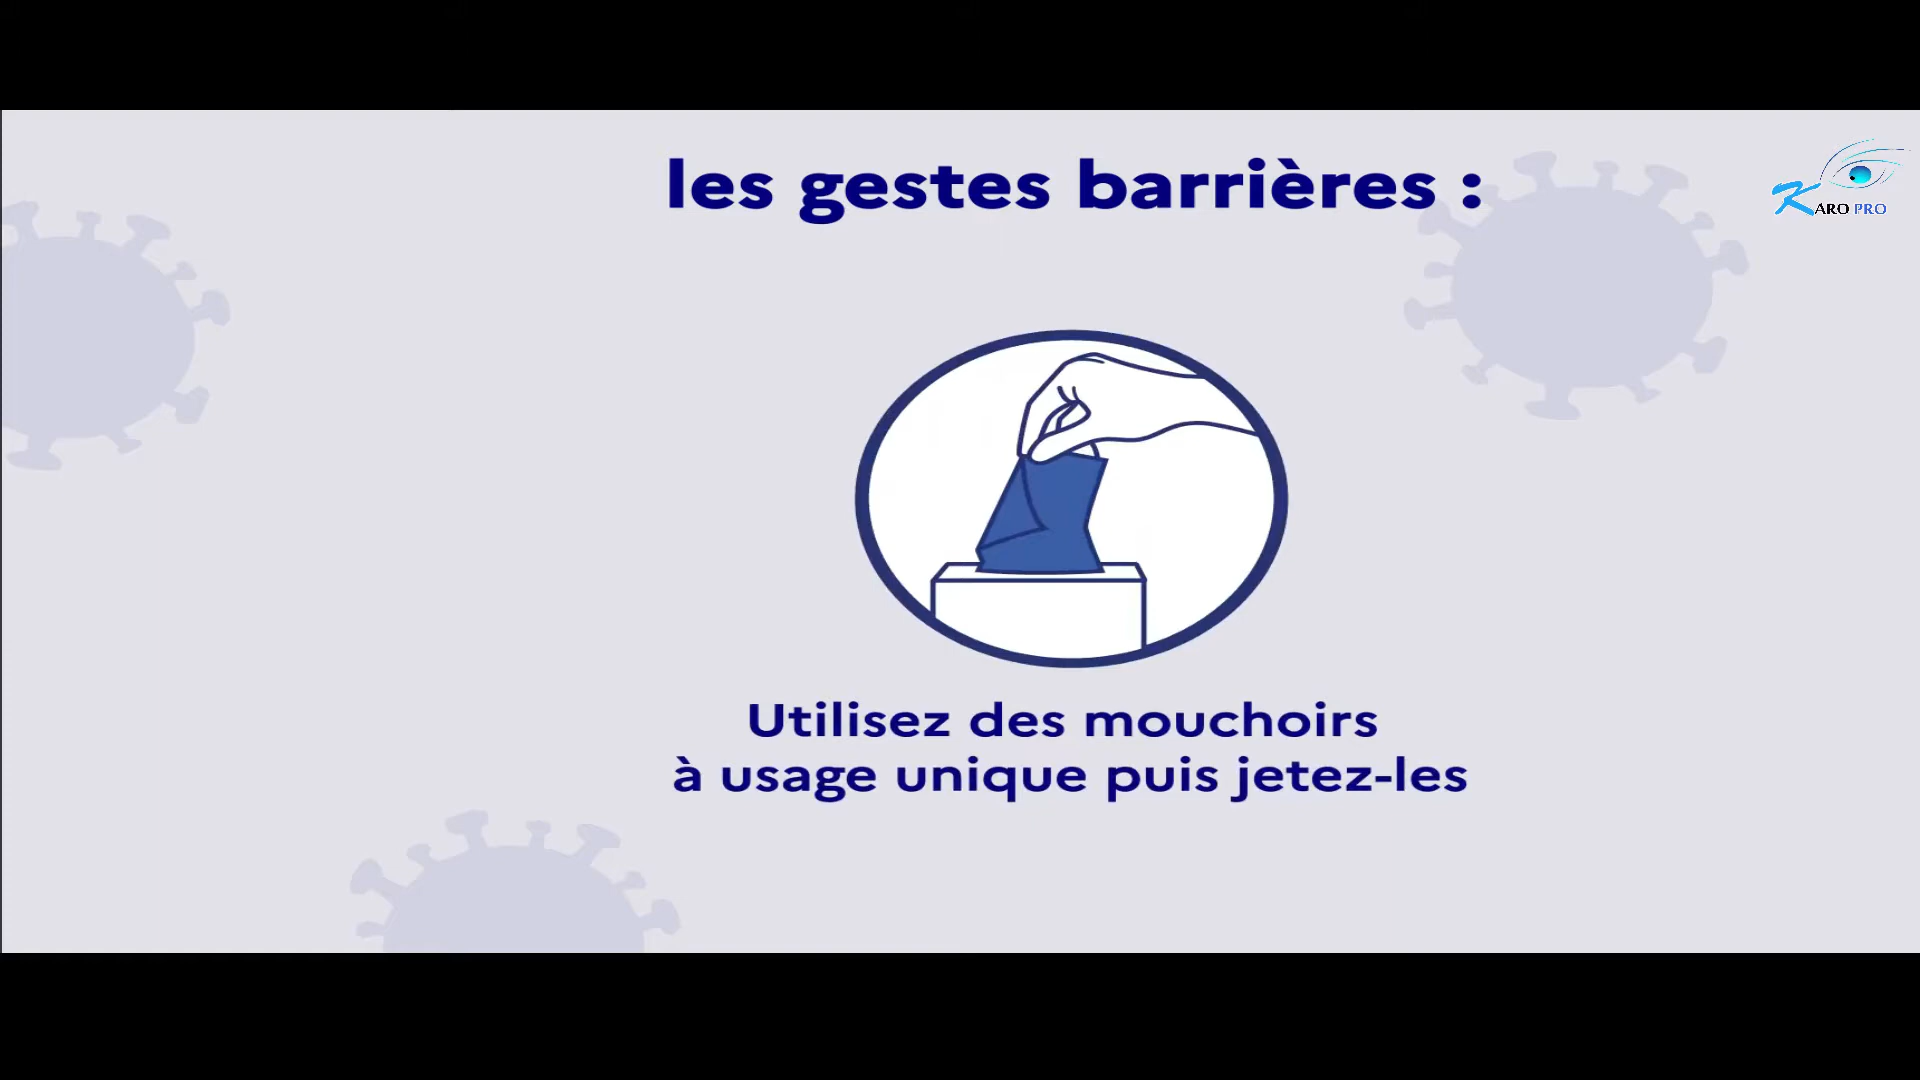 les gestes barrières :
KARO PRO
Utilisez des mouchoirs
à usage unique puis jetez-les